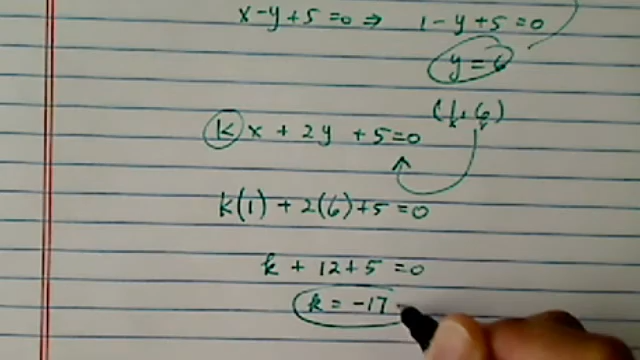 x-y+5=0 ⇒ 1-y+5=0
y=6
(1,6)
kx+2y+5=0
k(1)+2(6)+5=0
k+12+5=0
k=-17